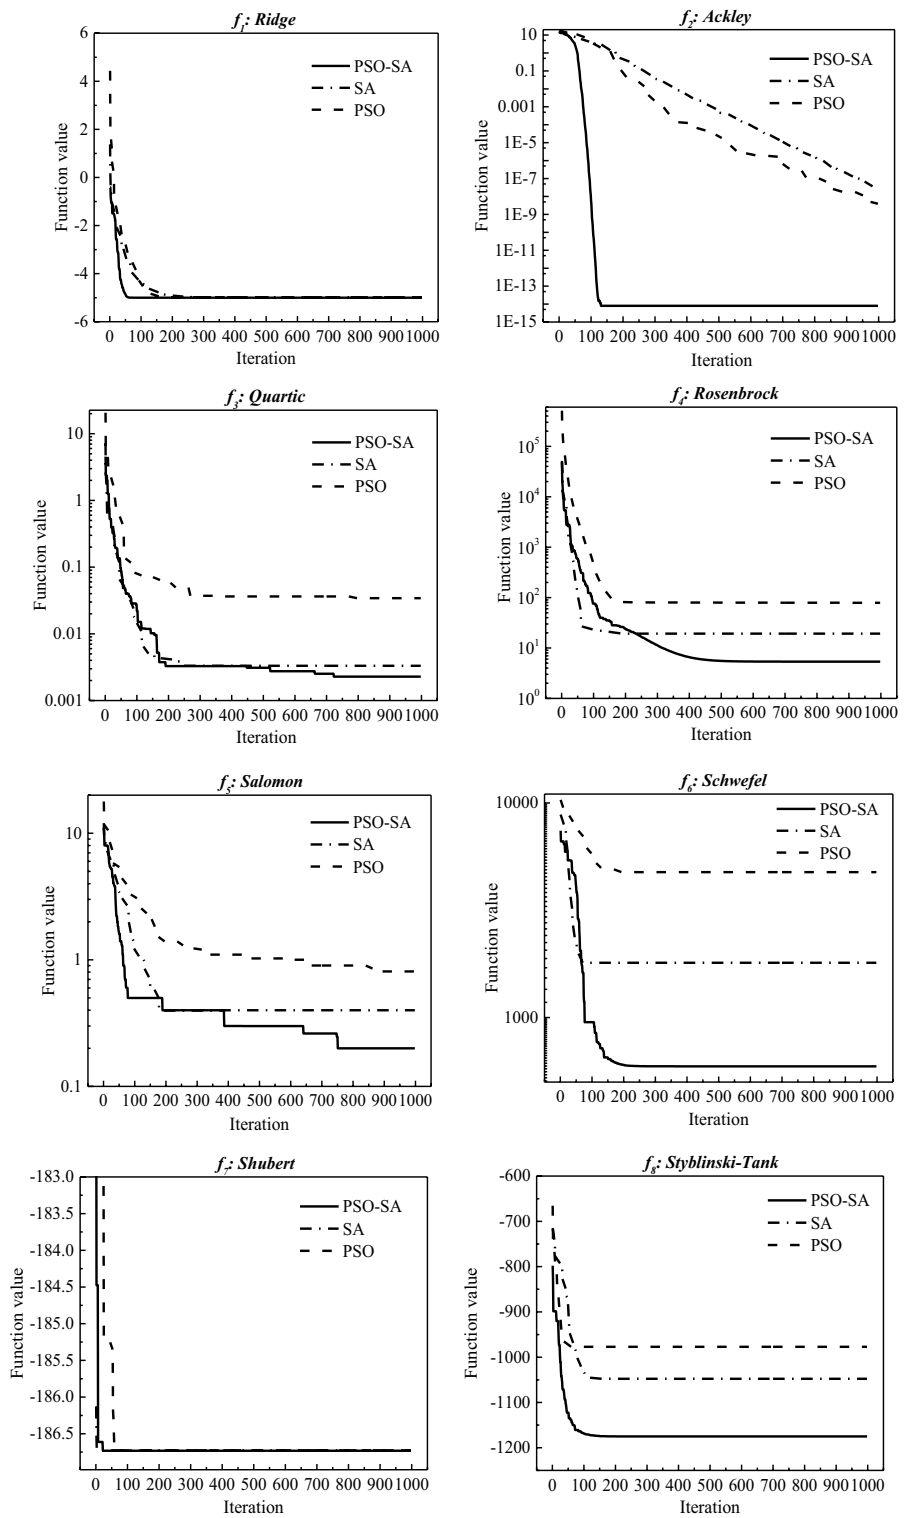 f1: Ridge
Function value
6
4
2
0
-2
-4
-6
PSO-SA
SA
PSO
0 100 200 300 400 500 600 700 800 900 1000
Iteration
f2: Ackley
Function value
10
0.1
0.001
1E-5
1E-7
1E-9
1E-11
1E-13
1E-15
PSO-SA
SA
PSO
0 100 200 300 400 500 600 700 800 900 1000
Iteration
f3: Quartic
Function value
10
1
0.1
0.01
0.001
PSO-SA
SA
PSO
0 100 200 300 400 500 600 700 800 900 1000
Iteration
f4: Rosenbrock
Function value
10^5
10^4
10^3
10^2
10^1
10^0
PSO-SA
SA
PSO
0 100 200 300 400 500 600 700 800 900 1000
Iteration
f5: Salomon
Function value
10
1
0.1
PSO-SA
SA
PSO
0 100 200 300 400 500 600 700 800 900 1000
Iteration
f6: Schwefel
Function value
10000
1000
PSO-SA
SA
PSO
0 100 200 300 400 500 600 700 800 900 1000
Iteration
f7: Shubert
Function value
-183.0
-183.5
-184.0
-184.5
-185.0
-185.5
-186.0
-186.5
PSO-SA
SA
PSO
0 100 200 300 400 500 600 700 800 900 1000
Iteration
f8: Styblinski-Tank
Function value
-600
-700
-800
-900
-1000
-1100
-1200
PSO-SA
SA
PSO
0 100 200 300 400 500 600 700 800 900 1000
Iteration